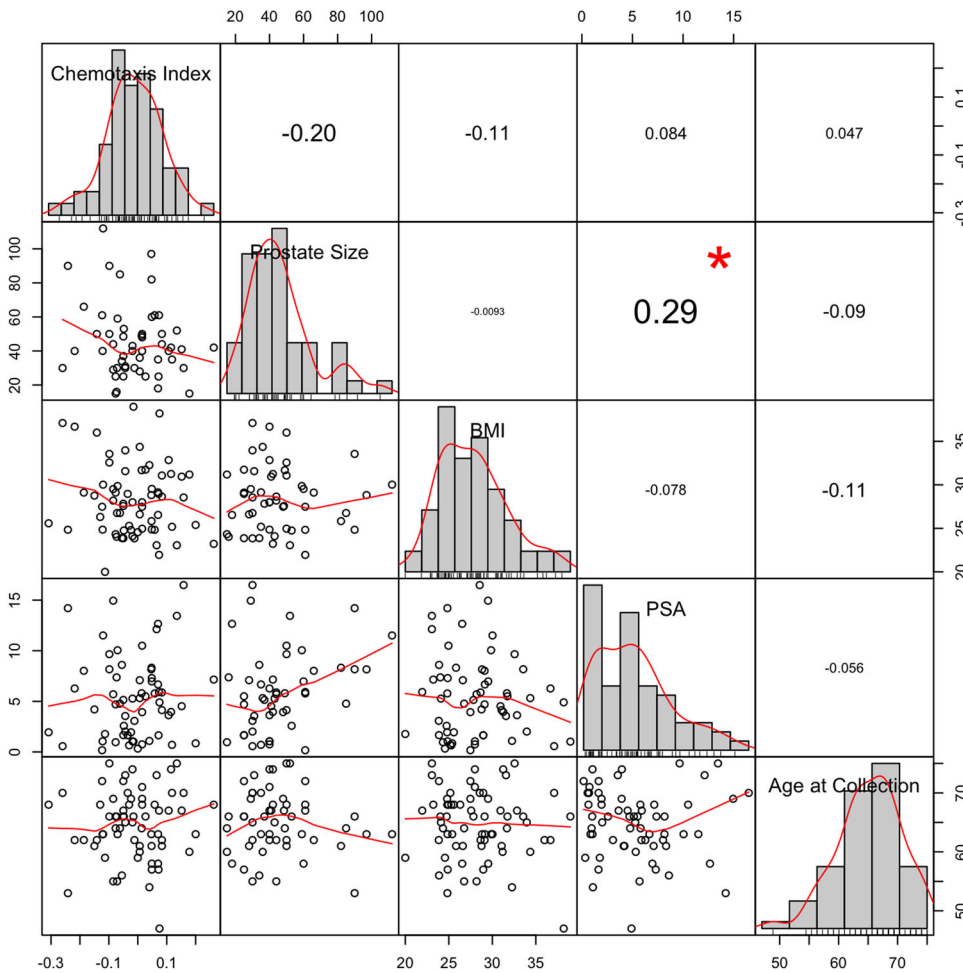 20 40 60 80 100
0 5 10 15
Chemotaxis Index
-0.20
-0.11
0.084
0.047
-0.3 -0.1 0.1
20 40 60 80 100
Prostate Size
-0.0093
*
0.29
-0.09
BMI
-0.078
-0.11
20 25 30 35
0 5 10 15
PSA
-0.056
Age at Collection
50 60 70
-0.3 -0.1 0.1
20 25 30 35
50 60 70